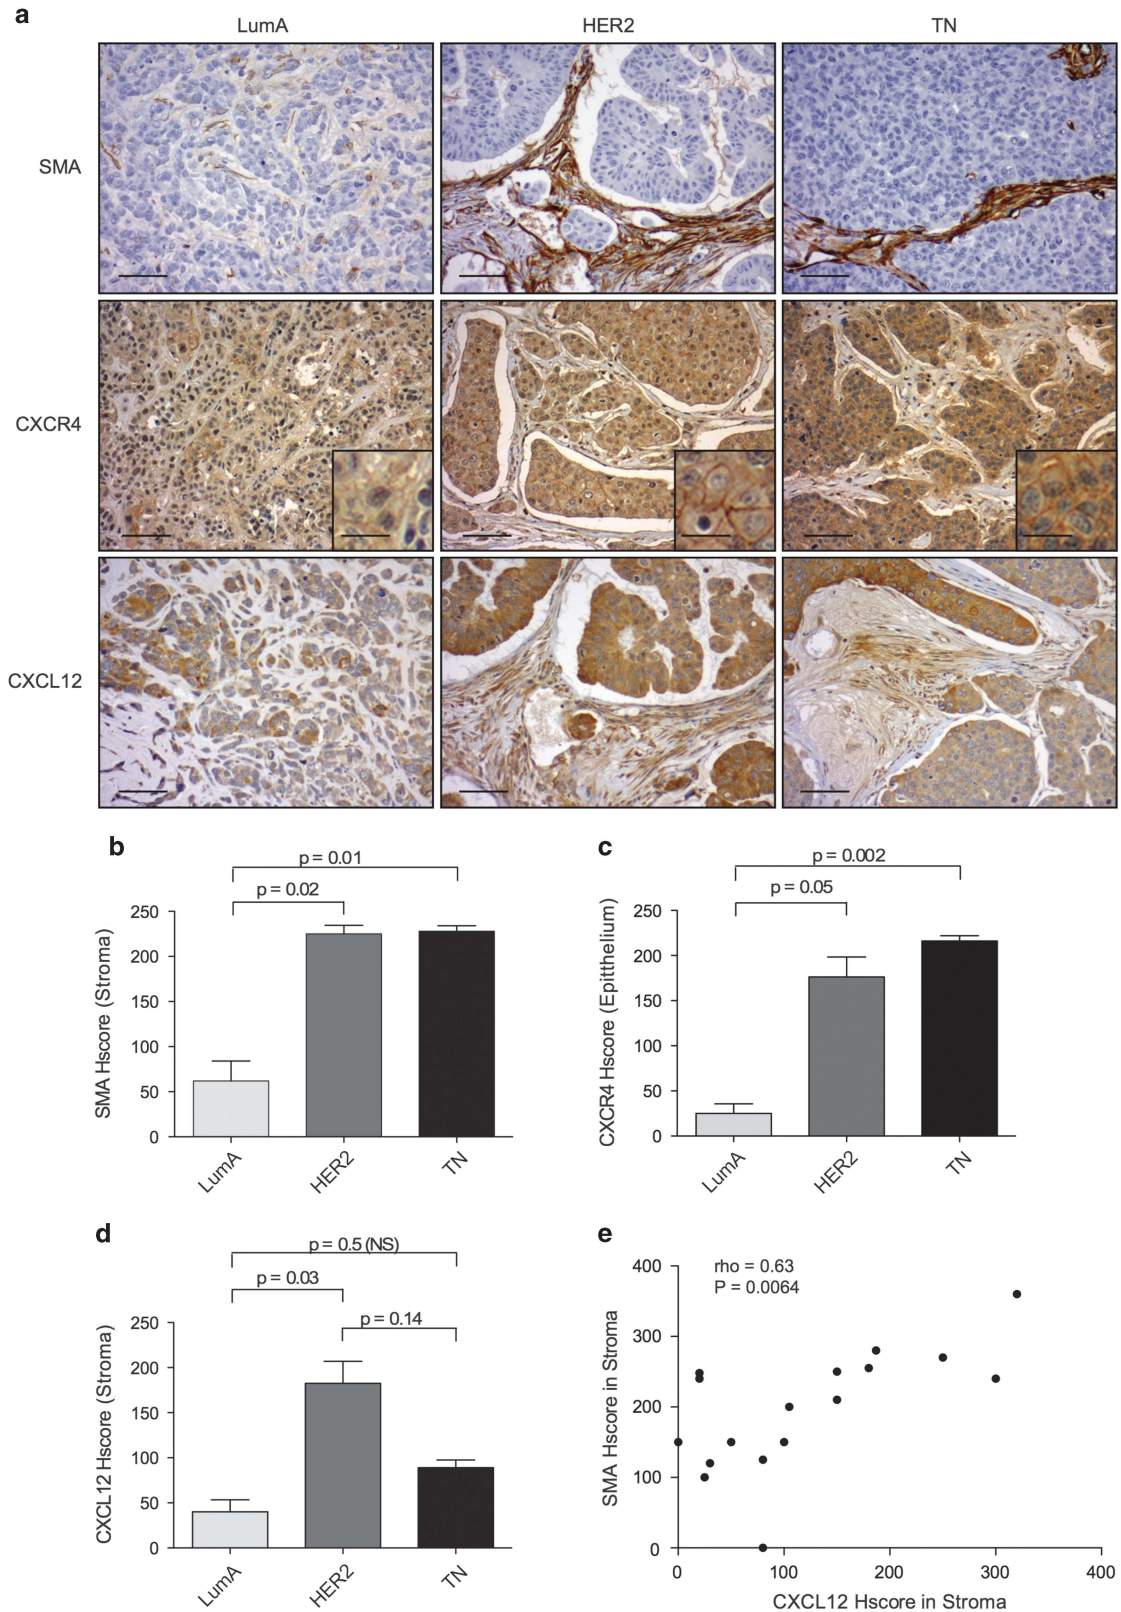 a
LumA
HER2
TN
SMA
CXCR4
CXCL12
b
p = 0.01
p = 0.02
SMA Hscore (Stroma)
250
200
150
100
50
0
LumA
HER2
TN
c
p = 0.002
p = 0.05
CXCR4 Hscore (Epitthelium)
250
200
150
100
50
0
LumA
HER2
TN
d
p = 0.5 (NS)
p = 0.03
p = 0.14
CXCL12 Hscore (Stroma)
250
200
150
100
50
0
LumA
HER2
TN
e
rho = 0.63
P = 0.0064
SMA Hscore in Stroma
400
300
200
100
0
0
100
200
300
400
CXCL12 Hscore in Stroma